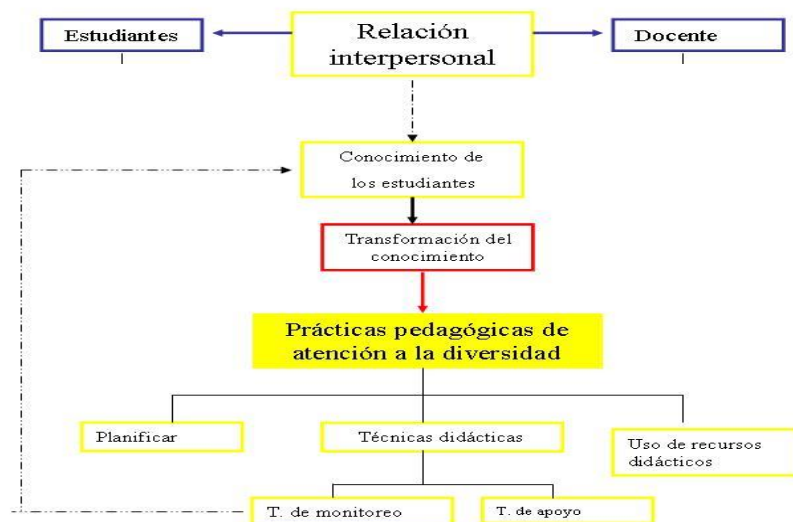 Estudiantes
Relación
interpersonal
Docente
Conocimiento de
los estudiantes
Transformación del
conocimiento
Prácticas pedagógicas de
atención a la diversidad
Planificar
Técnicas didácticas
Uso de recursos
didácticos
T. de monitoreo
T. de apoyo